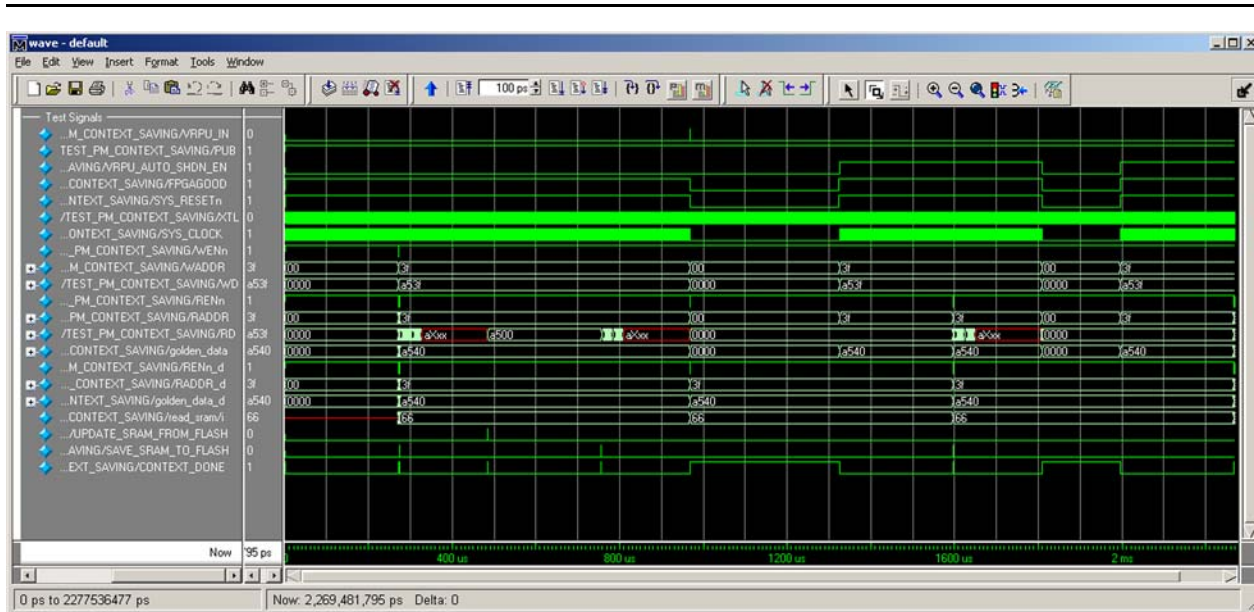 wave - default
File Edit View Insert Format Tools Window
100 ps
Test Signals
...M_CONTEXT_SAVING/VRPU_IN 0
TEST_PM_CONTEXT_SAVING/PUB 1
...AVING/VRPU_AUTO_SHDN_EN 1
...CONTEXT_SAVING/FPGAGOOD 1
...NTEXT_SAVING/SYS_RESETn 1
/TEST_PM_CONTEXT_SAVING/XTL 0
...ONTEXT_SAVING/SYS_CLOCK 1
..._PM_CONTEXT_SAVING/WENn 1
...M_CONTEXT_SAVING/WADDR 3f 00 3f 00 3f 00 3f
/TEST_PM_CONTEXT_SAVING/WD a53f 0000 a53f 0000 a53f 0000 a53f
..._PM_CONTEXT_SAVING/RENn 1
...PM_CONTEXT_SAVING/RADDR 3f 00 3f 00 3f 3f 00 3f
/TEST_PM_CONTEXT_SAVING/RD a53f 0000 aXxx a500 aXxx 0000 aXxx 0000
...CONTEXT_SAVING/golden_data a540 0000 a540 0000 a540 a540 0000 a540
...M_CONTEXT_SAVING/RENn_d 1
..._CONTEXT_SAVING/RADDR_d 3f 00 3f 3f 3f
...NTEXT_SAVING/golden_data_d a540 0000 a540 a540 a540
...CONTEXT_SAVING/read_sram/i 66 66 66 66
.../UPDATE_SRAM_FROM_FLASH 0
...AVING/SAVE_SRAM_TO_FLASH 0
...EXT_SAVING/CONTEXT_DONE 1
Now '95 ps 400 us 800 us 1200 us 1600 us 2 ms
0 ps to 2277536477 ps Now: 2,269,481,795 ps Delta: 0